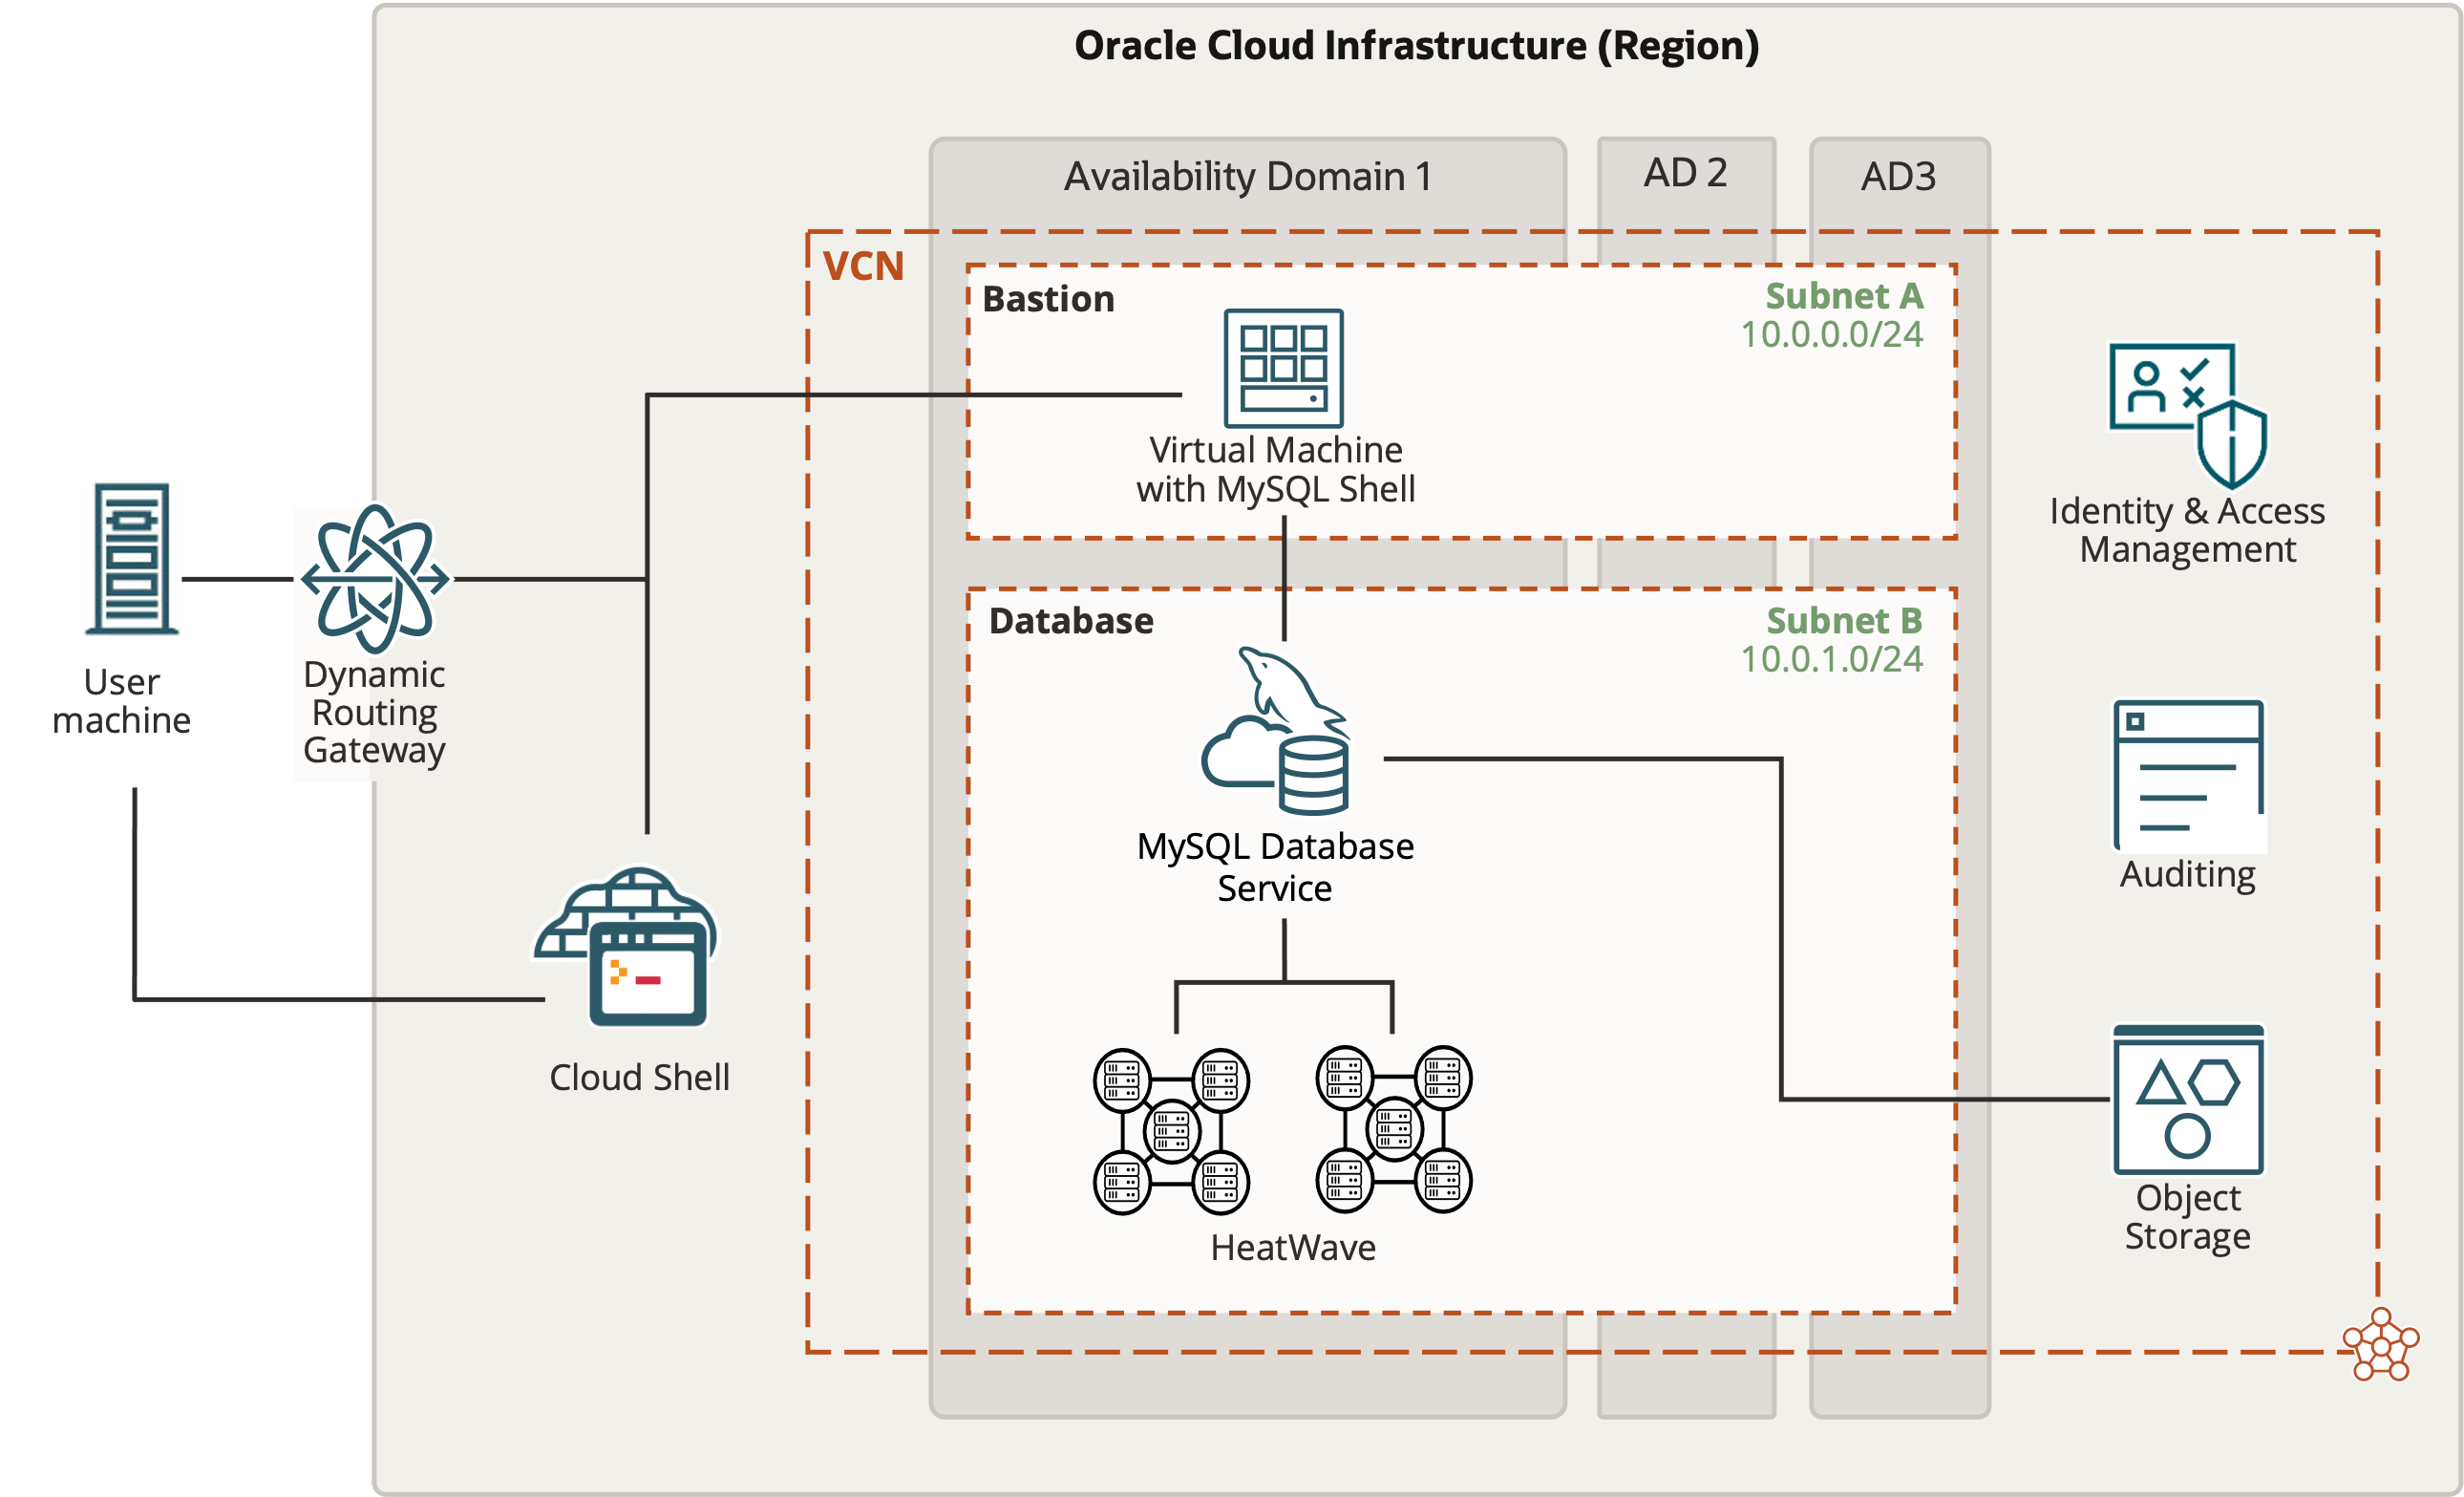 Oracle Cloud Infrastructure (Region)
Availability Domain 1
AD 2
AD3
VCN
Bastion
Subnet A
10.0.0.0/24
Virtual Machine
with MySQL Shell
Identity & Access
Management
User
machine
Dynamic
Routing
Gateway
Database
Subnet B
10.0.1.0/24
MySQL Database
Service
Auditing
Cloud Shell
HeatWave
Object
Storage